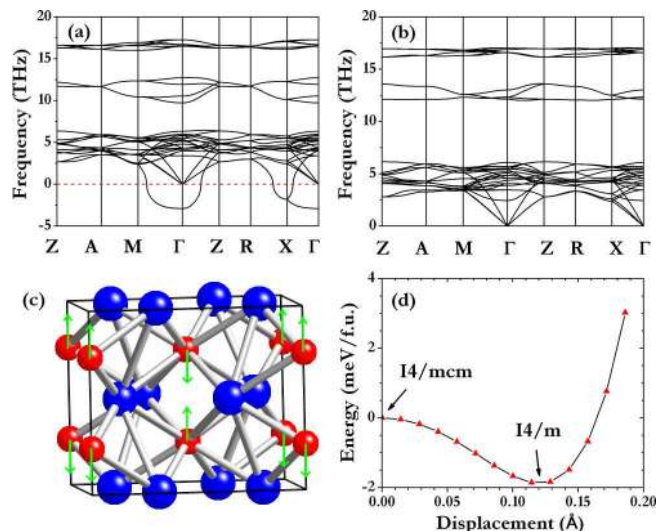 (a)
Frequency (THz)
20
15
10
5
0
-5
Z A M Γ Z R X Γ
(b)
Frequency (THz)
20
15
10
5
0
Z A M Γ Z R X Γ
(c)
(d)
Energy (meV/f.u.)
4
2
0
-2
I4/mcm
I4/m
0.00 0.05 0.10 0.15 0.20
Displacement (Å)